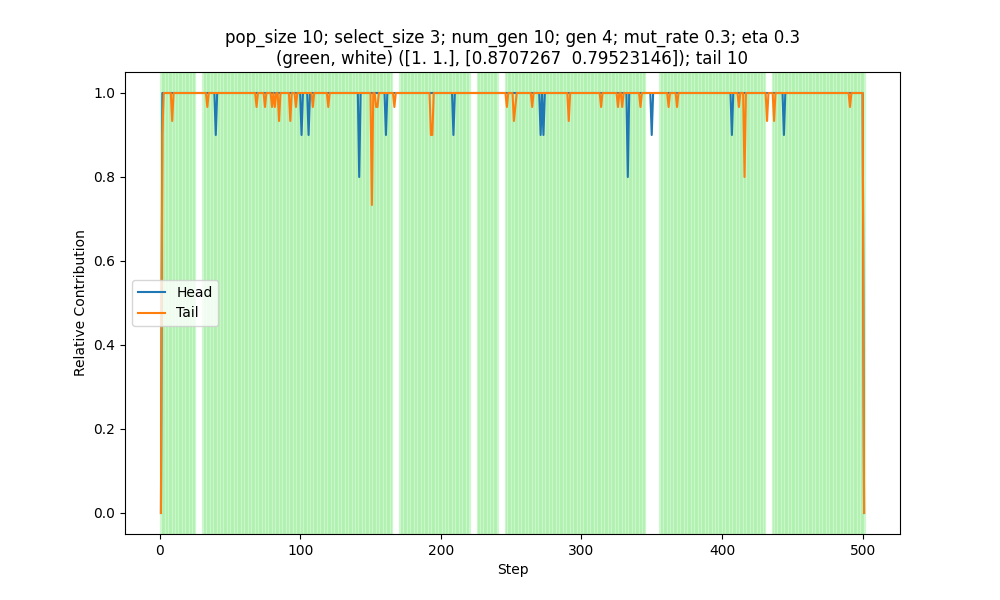 pop_size 10; select_size 3; num_gen 10; gen 4; mut_rate 0.3; eta 0.3
(green, white) ([1. 1.], [0.8707267  0.79523146]); tail 10
Relative Contribution
1.0
0.8
0.6
0.4
0.2
0.0
Head
Tail
0
100
200
300
400
500
Step